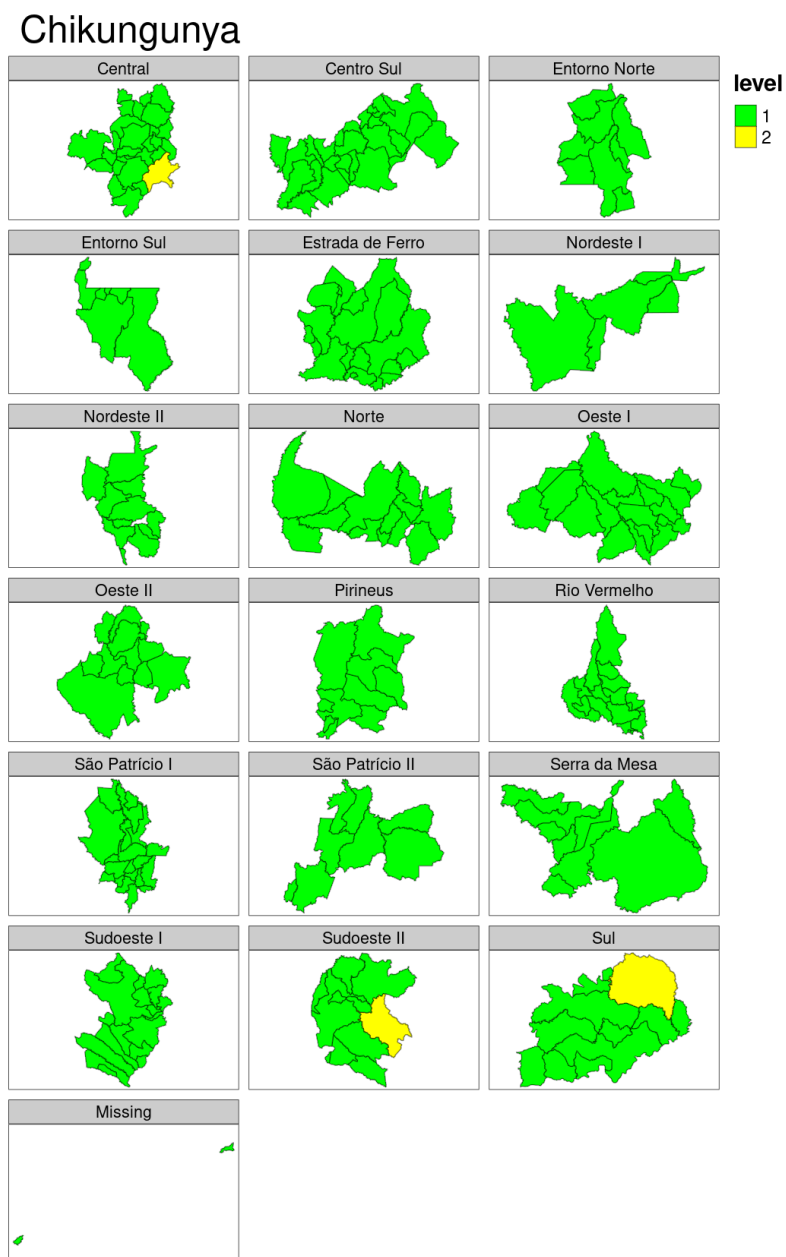 Chikungunya
Central
Centro Sul
Entorno Norte
level
1
2
Entorno Sul
Estrada de Ferro
Nordeste I
Nordeste II
Norte
Oeste I
Oeste II
Pirineus
Rio Vermelho
São Patrício I
São Patrício II
Serra da Mesa
Sudoeste I
Sudoeste II
Sul
Missing